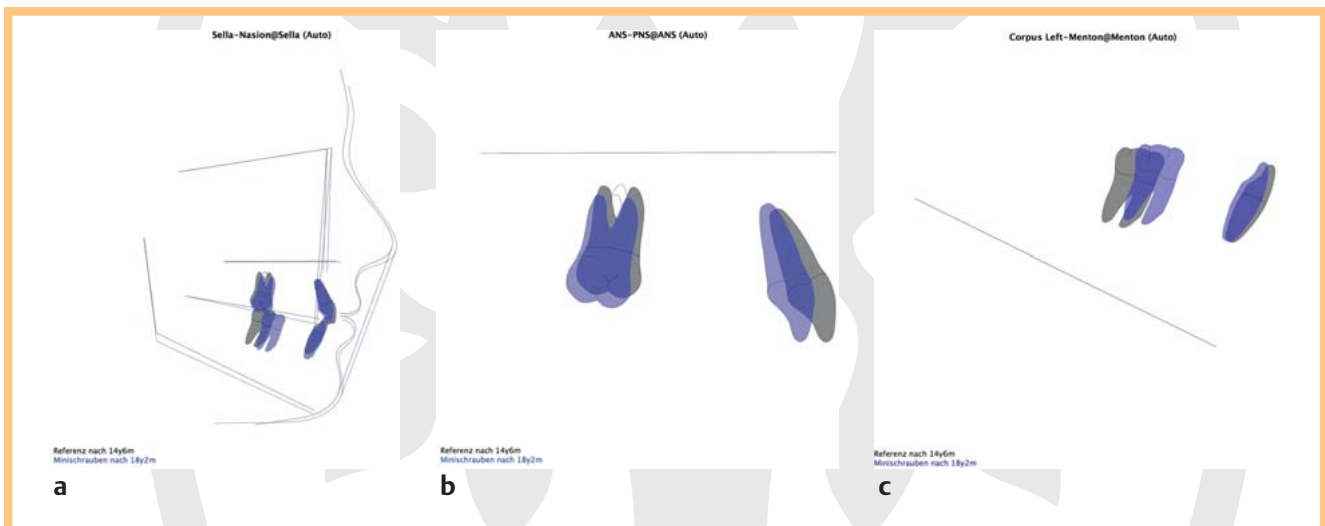 Sella-Nasion@Sella (Auto)
Referenz nach 14y6m
Minischrauben nach 18y2m
a
ANS-PNS@ANS (Auto)
Referenz nach 14y6m
Minischrauben nach 18y2m
b
Corpus Left-Menton@Menton (Auto)
Referenz nach 14y6m
Minischrauben nach 18y2m
c